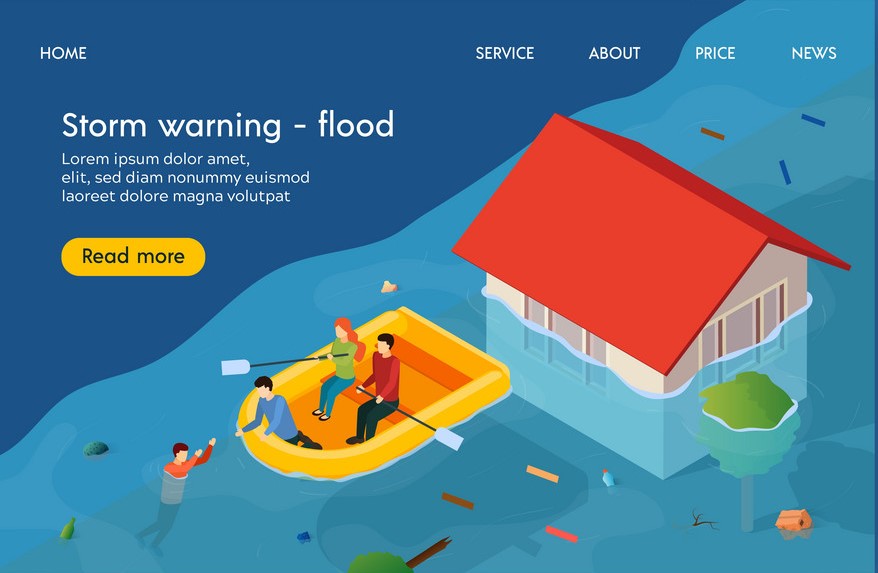 HOME SERVICE ABOUT PRICE NEWS
Storm warning - flood
Lorem ipsum dolor amet,
elit, sed diam nonummy euismod
laoreet dolore magna volutpat
Read more